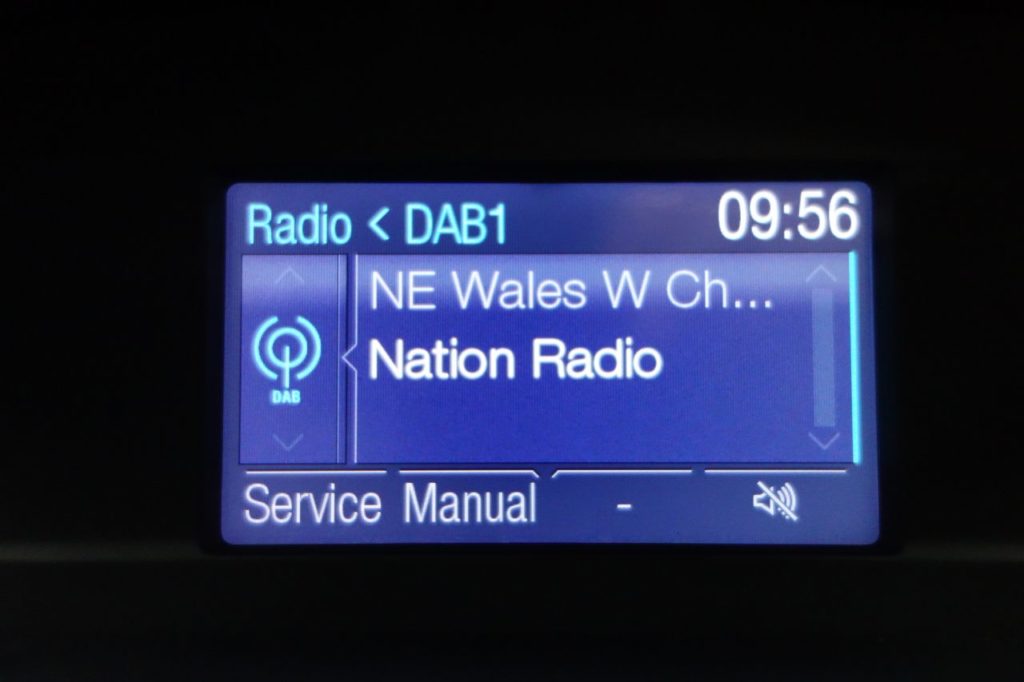 Radio < DAB1 09:56
NE Wales W Ch...
Nation Radio
DAB
Service Manual -